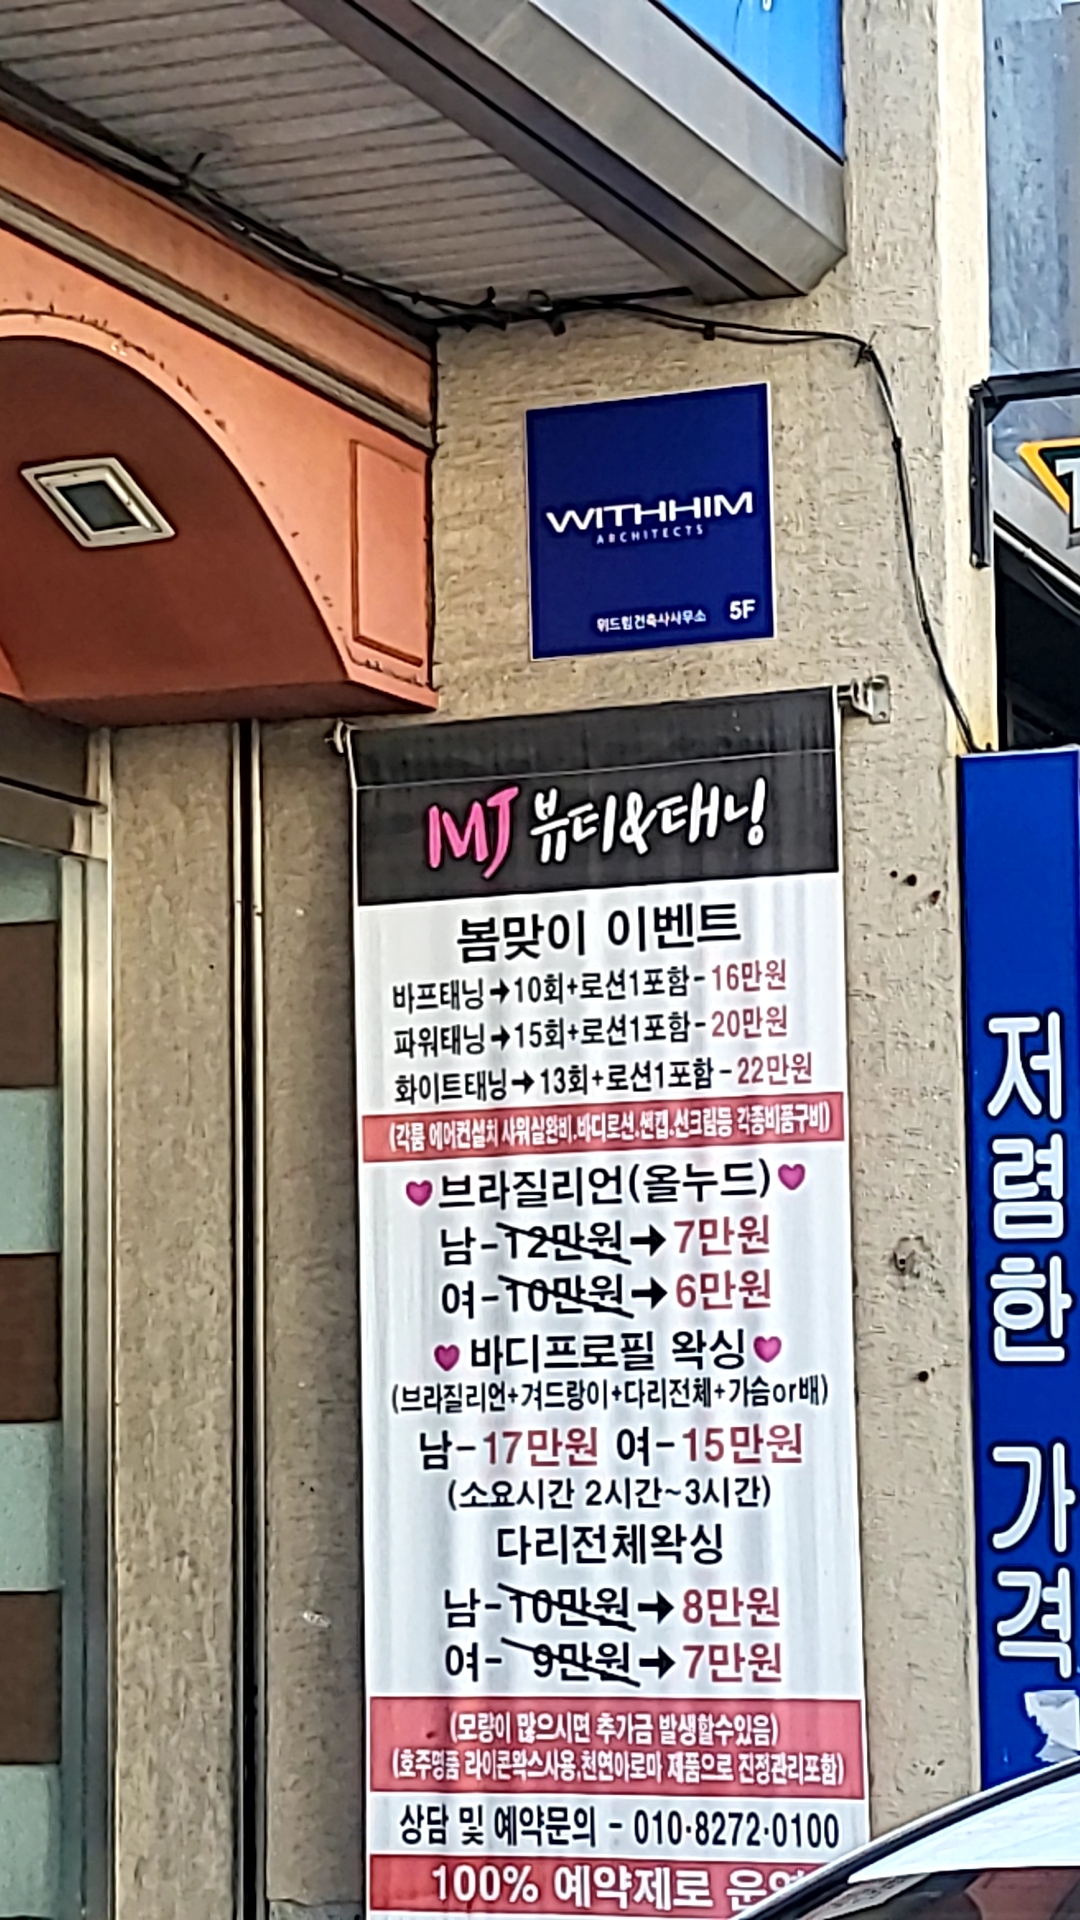 WITHHIM
ARCHITECTS
위드힘건축사사무소 5F
MJ 뷰티&태닝
봄맞이 이벤트
바프태닝➔10회+로션1포함-16만원
파워태닝➔15회+로션1포함-20만원
화이트태닝➔13회+로션1포함-22만원
(각룸 에어컨설치 샤워실완비.바디로션.썬캡.선크림등 각종비품구비)
브라질리언(올누드)
남-12만원➔7만원
여-10만원➔6만원
바디프로필 왁싱
(브라질리언+겨드랑이+다리전체+가슴or배)
남-17만원 여-15만원
(소요시간 2시간~3시간)
다리전체왁싱
남-10만원➔8만원
여- 9만원➔7만원
(모량이 많으시면 추가금 발생할수있음)
(호주명품 라이콘왁스사용,천연아로마 제품으로 진정관리포함)
상담 및 예약문의 - 010·8272·0100
100% 예약제로
저렴한 가격